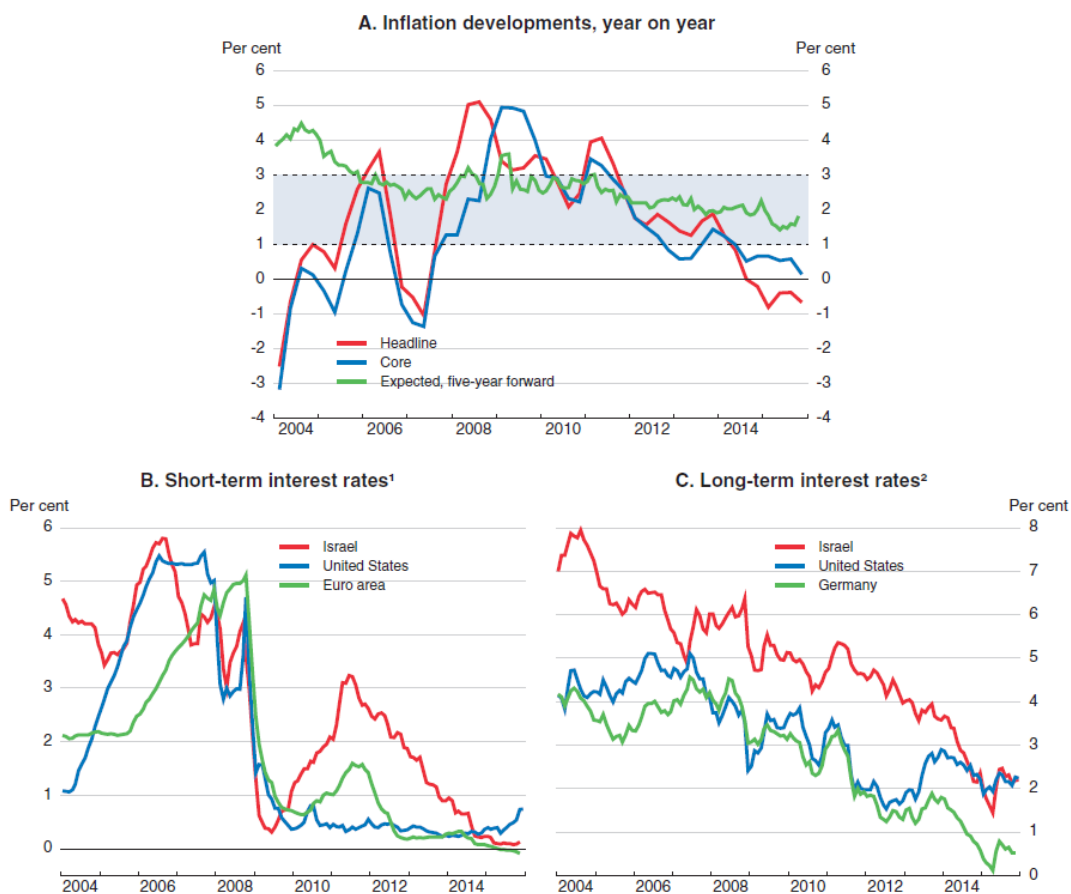 A. Inflation developments, year on year
Per cent Per cent
6 6
5 5
4 4
3 3
2 2
1 1
0 0
-1 -1
-2 -2
Headline
Core
-3 -3
Expected, five-year forward
-4 -4
2004 2006 2008 2010 2012 2014
B. Short-term interest rates¹
Per cent
6
Israel
United States
5
Euro area
4
3
2
1
0
2004 2006 2008 2010 2012 2014
C. Long-term interest rates²
Per cent
8
Israel
United States
7
Germany
6
5
4
3
2
1
0
2004 2006 2008 2010 2012 2014